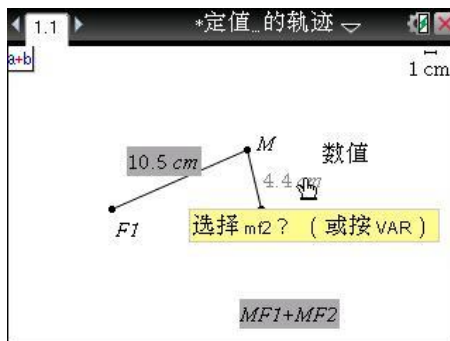 1.1
*定值_的轨迹
a+b
1 cm
M
数值
10.5 cm
4.4 cm
F1
选择 mf2？（或按 VAR）
MF1+MF2